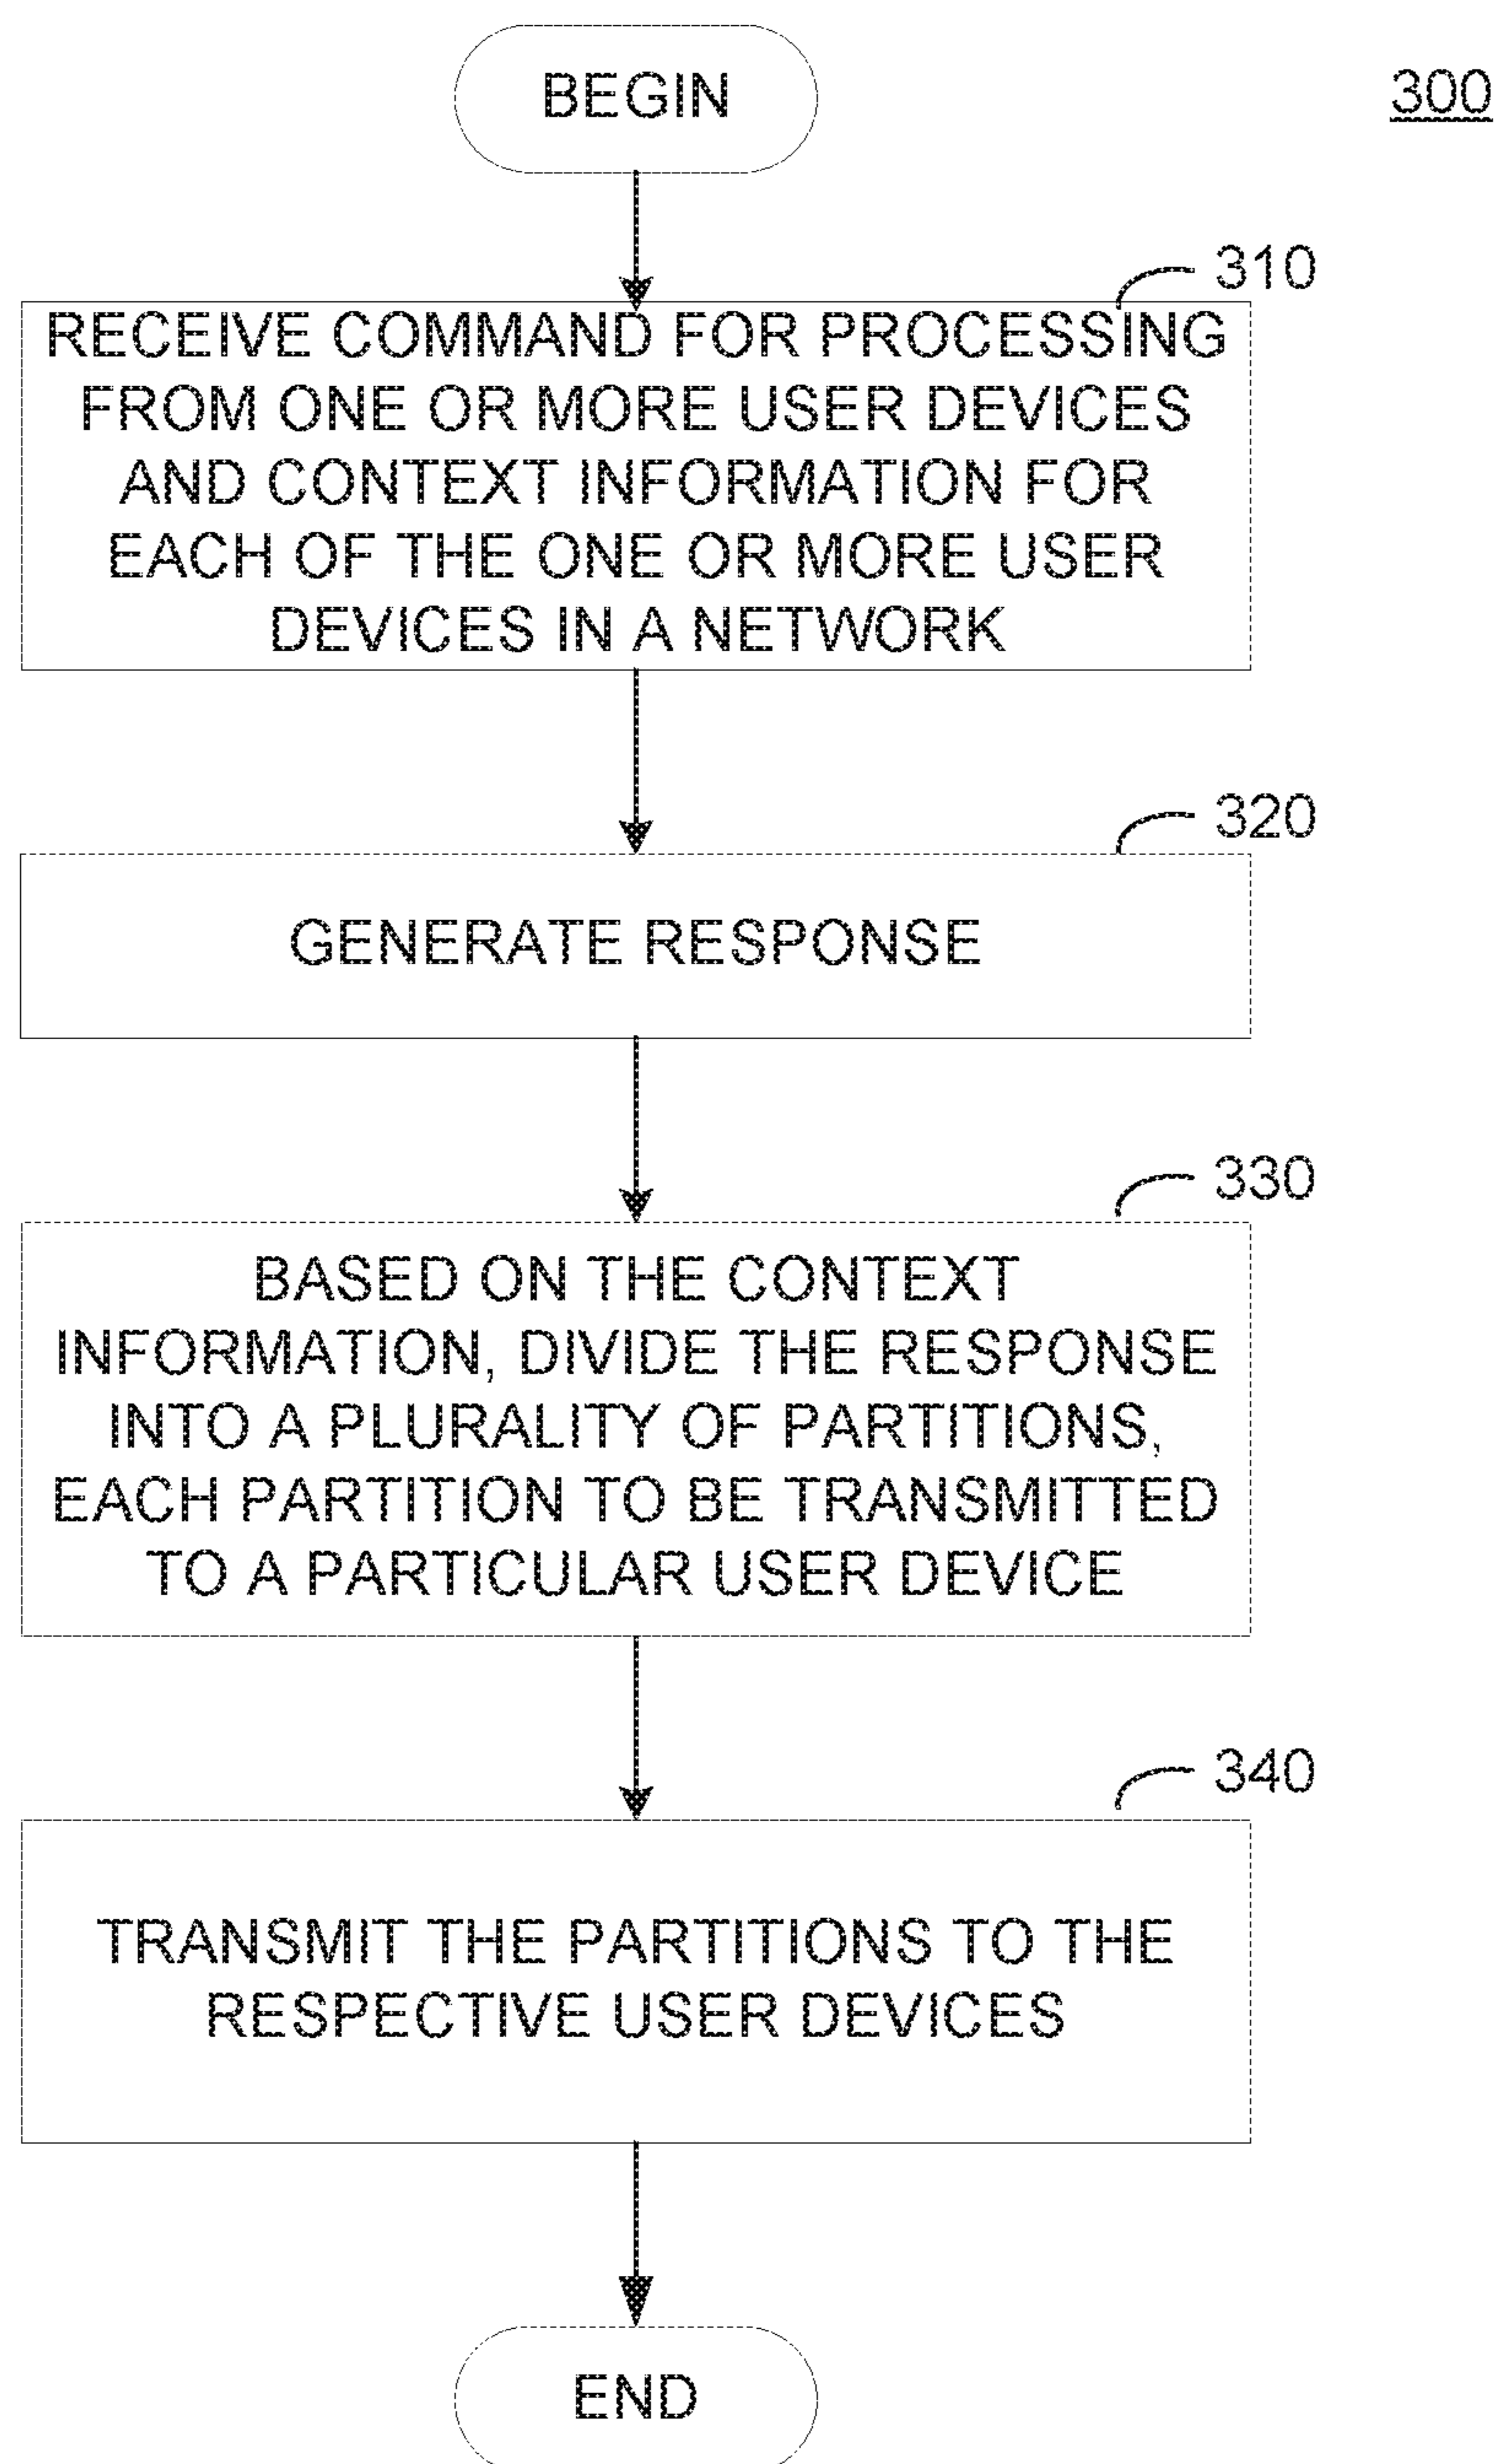 BEGIN
300
310
RECEIVE COMMAND FOR PROCESSING
FROM ONE OR MORE USER DEVICES
AND CONTEXT INFORMATION FOR
EACH OF THE ONE OR MORE USER
DEVICES IN A NETWORK
320
GENERATE RESPONSE
330
BASED ON THE CONTEXT
INFORMATION, DIVIDE THE RESPONSE
INTO A PLURALITY OF PARTITIONS,
EACH PARTITION TO BE TRANSMITTED
TO A PARTICULAR USER DEVICE
340
TRANSMIT THE PARTITIONS TO THE
RESPECTIVE USER DEVICES
END